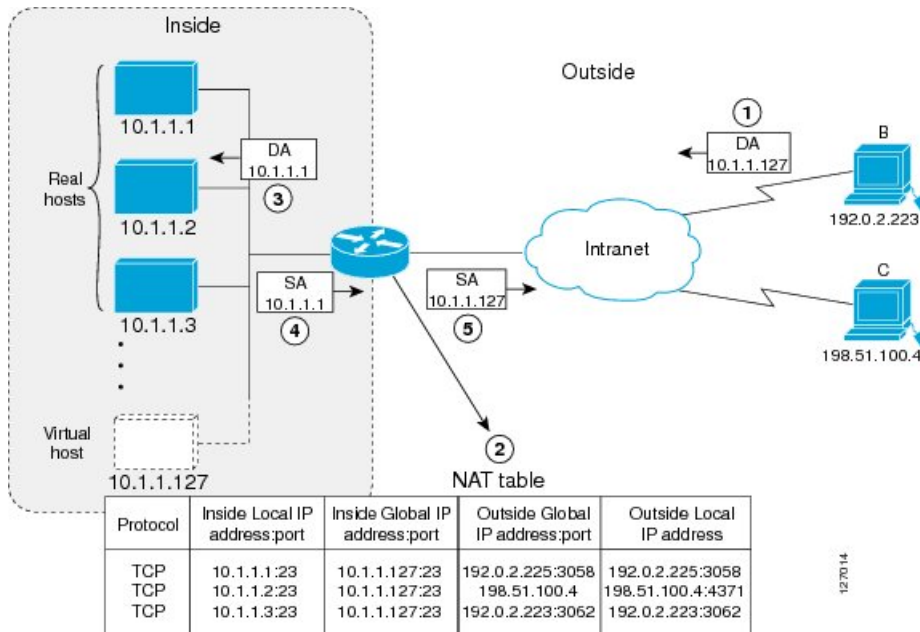 Inside
Outside
10.1.1.1
10.1.1.2
10.1.1.3
Real
hosts
Virtual
host
10.1.1.127
DA
10.1.1.1
3
SA
10.1.1.1
4
1
DA
10.1.1.127
Intranet
SA
10.1.1.127
5
B
192.0.2.223
C
198.51.100.4
2
NAT table
Protocol Inside Local IP address:port Inside Global IP address:port Outside Global IP address:port Outside Local IP address
TCP 10.1.1.1:23 10.1.1.127:23 192.0.2.225:3058 192.0.2.225:3058
TCP 10.1.1.2:23 10.1.1.127:23 198.51.100.4 198.51.100.4:4371
TCP 10.1.1.3:23 10.1.1.127:23 192.0.2.223:3062 192.0.2.223:3062
127014